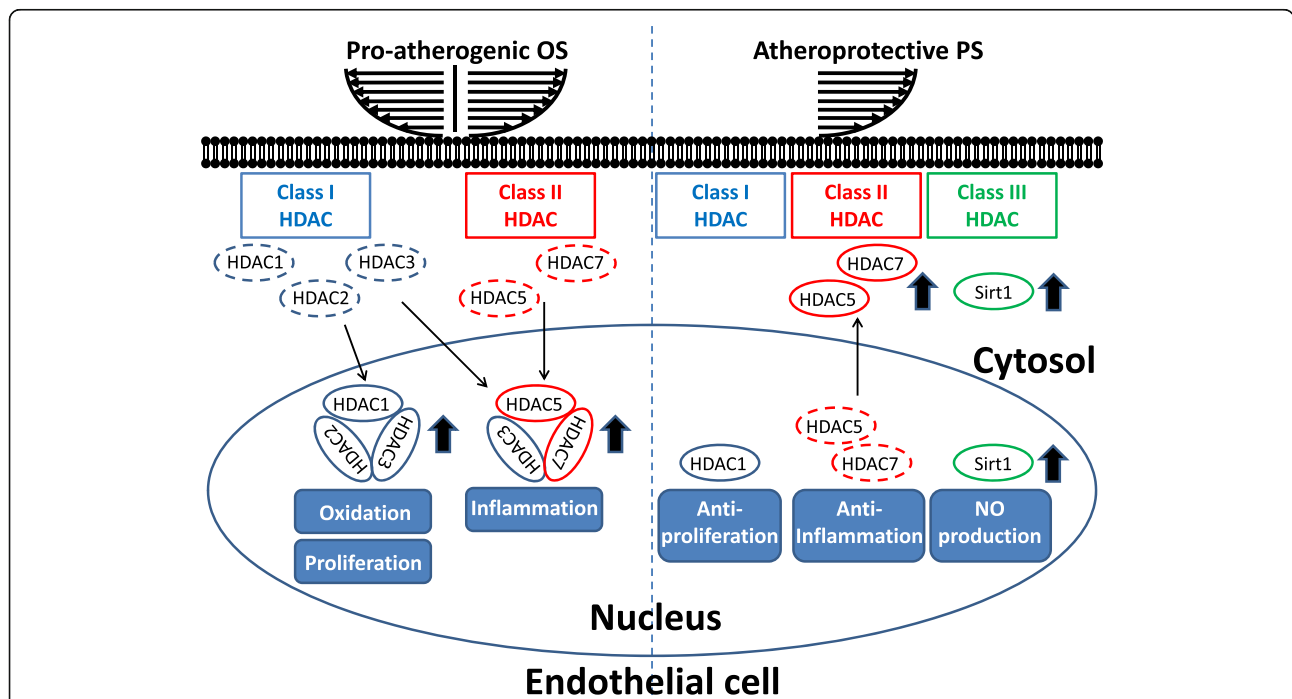 Pro-atherogenic OS
Atheroprotective PS
Class I
HDAC
Class II
HDAC
Class I
HDAC
Class II
HDAC
Class III
HDAC
HDAC1
HDAC3
HDAC2
HDAC7
HDAC5
HDAC7
HDAC5
Sirt1
Cytosol
HDAC1
HDAC2
HDAC3
HDAC5
HDAC3
HDAC7
HDAC5
HDAC1
HDAC7
Sirt1
Oxidation
Proliferation
Inflammation
Anti-
proliferation
Anti-
Inflammation
NO
production
Nucleus
Endothelial cell